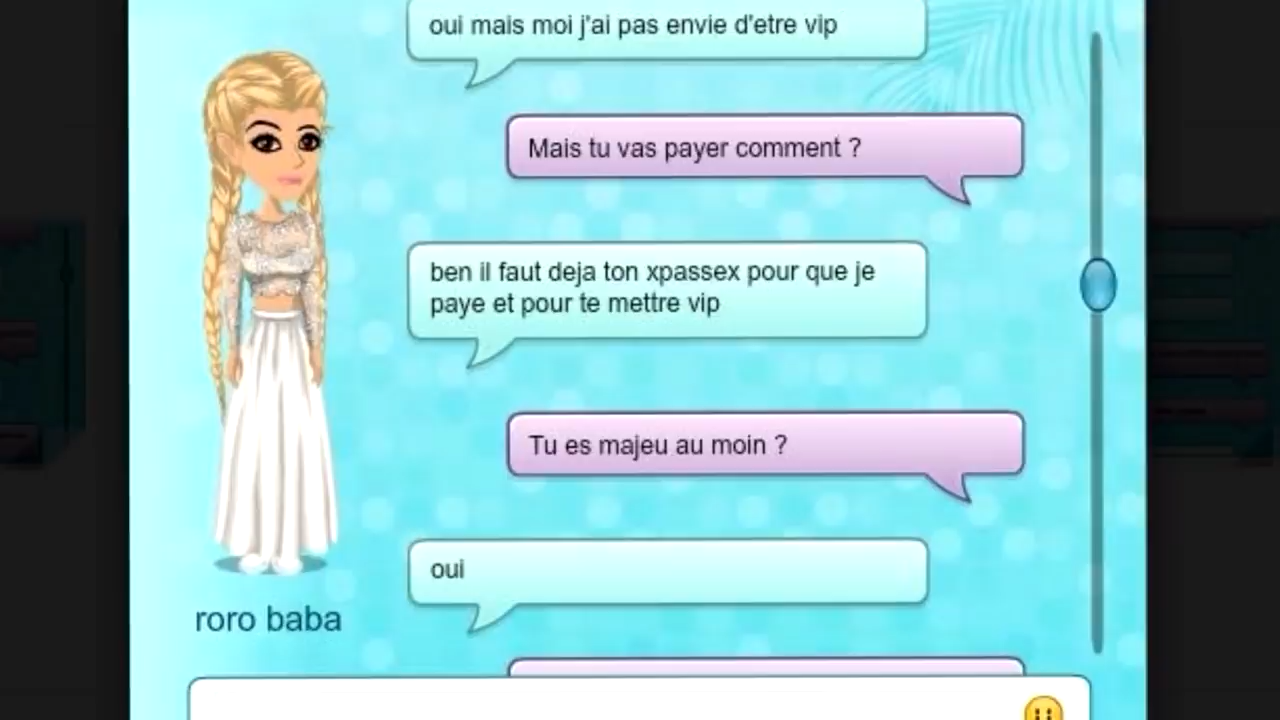 oui mais moi j'ai pas envie d'etre vip
Mais tu vas payer comment ?
ben il faut deja ton xpassex pour que je
paye et pour te mettre vip
Tu es majeu au moin ?
oui
roro baba